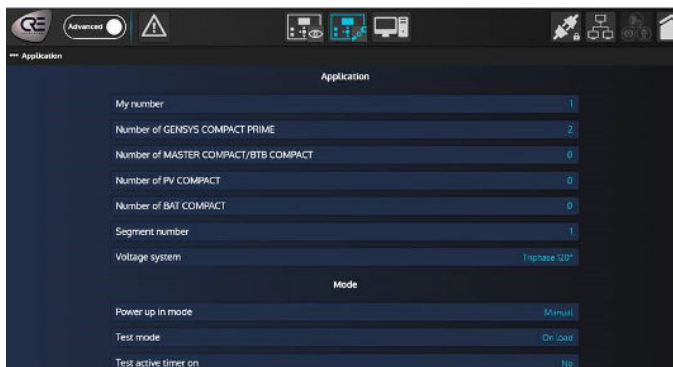 CRE
Advanced
••• Application
Application
My number 1
Number of GENSYS COMPACT PRIME 2
Number of MASTER COMPACT/BTB COMPACT 0
Number of PV COMPACT 0
Number of BAT COMPACT 0
Segment number 1
Voltage system Triphase 120°
Mode
Power up in mode Manual
Test mode On load
Test active timer on No